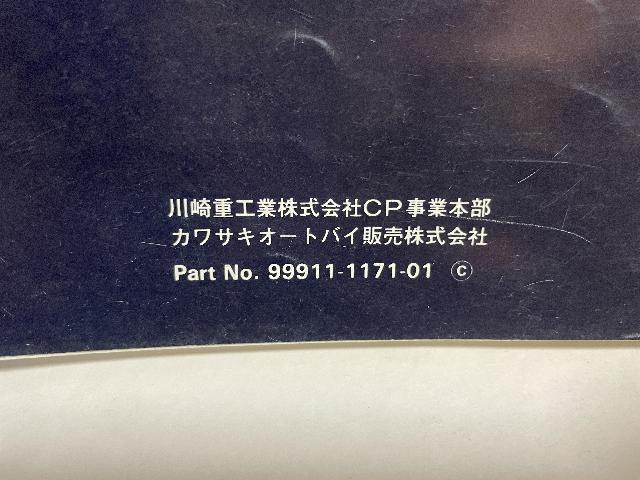 川崎重工業株式会社CP事業本部
カワサキオートバイ販売株式会社
Part No. 99911-1171-01 ©